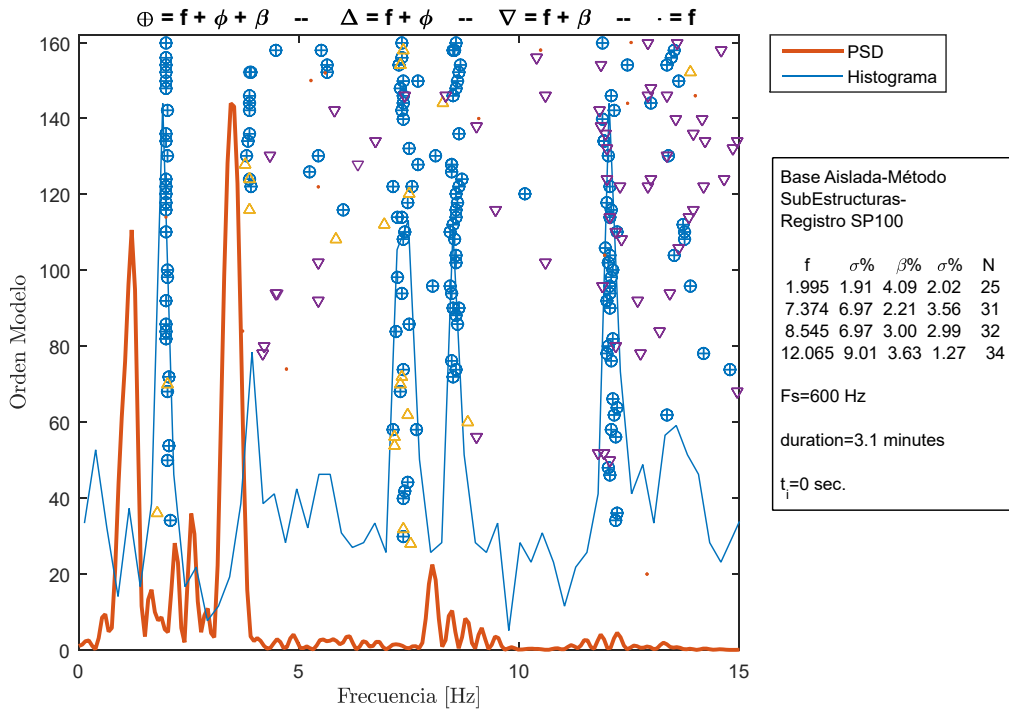 ⊕ = f + ϕ + β -- Δ = f + ϕ -- ∇ = f + β -- · = f
PSD
Histograma
160
140
120
100
80
60
40
20
0
Orden Modelo
0
5
10
15
Frecuencia [Hz]
Base Aislada-Método
SubEstructuras-
Registro SP100
f σ% β% σ% N
1.995 1.91 4.09 2.02 25
7.374 6.97 2.21 3.56 31
8.545 6.97 3.00 2.99 32
12.065 9.01 3.63 1.27 34
Fs=600 Hz
duration=3.1 minutes
t_i=0 sec.